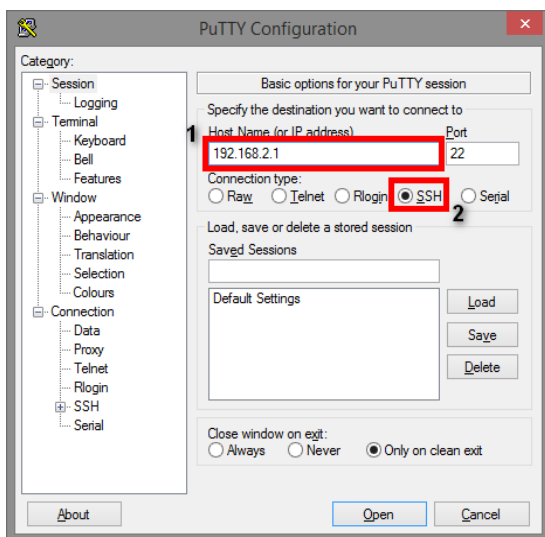 PuTTY Configuration
Category:
Session
Logging
Terminal
Keyboard
Bell
Features
Window
Appearance
Behaviour
Translation
Selection
Colours
Connection
Data
Proxy
Telnet
Rlogin
SSH
Serial
Basic options for your PuTTY session
Specify the destination you want to connect to
1
Host Name (or IP address) Port
192.168.2.1 22
Connection type:
Raw Telnet Rlogin SSH Serial
2
Load, save or delete a stored session
Saved Sessions
Default Settings
Load
Save
Delete
Close window on exit:
Always Never Only on clean exit
About Open Cancel